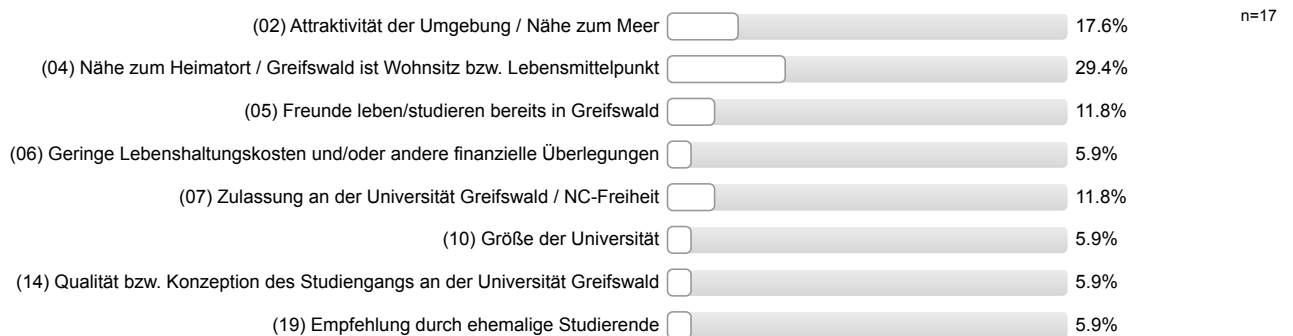 (02) Attraktivität der Umgebung / Nähe zum Meer 17.6% n=17
(04) Nähe zum Heimatort / Greifswald ist Wohnsitz bzw. Lebensmittelpunkt 29.4%
(05) Freunde leben/studieren bereits in Greifswald 11.8%
(06) Geringe Lebenshaltungskosten und/oder andere finanzielle Überlegungen 5.9%
(07) Zulassung an der Universität Greifswald / NC-Freiheit 11.8%
(10) Größe der Universität 5.9%
(14) Qualität bzw. Konzeption des Studiengangs an der Universität Greifswald 5.9%
(19) Empfehlung durch ehemalige Studierende 5.9%